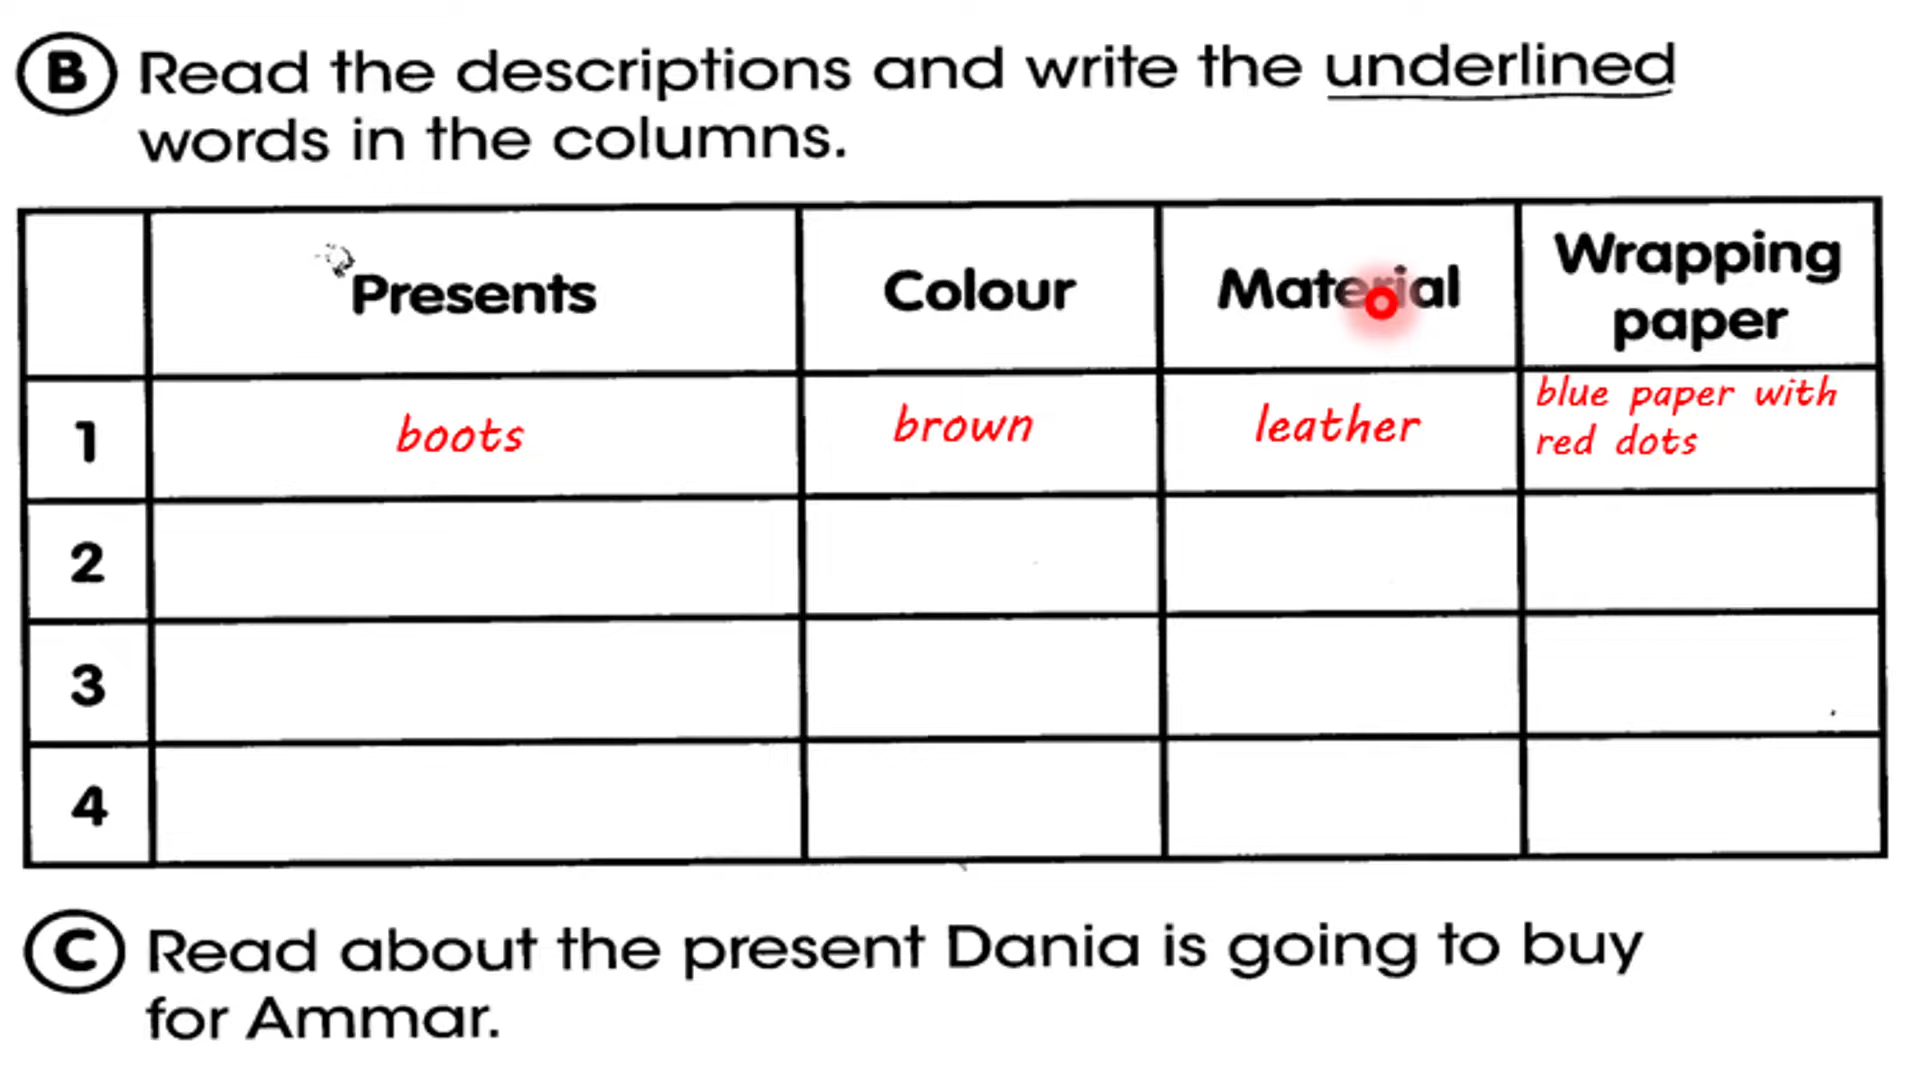 B Read the descriptions and write the underlined
words in the columns.
Presents Colour Material Wrapping
paper
1 boots brown leather blue paper with
red dots
2
3
4
C Read about the present Dania is going to buy
for Ammar.